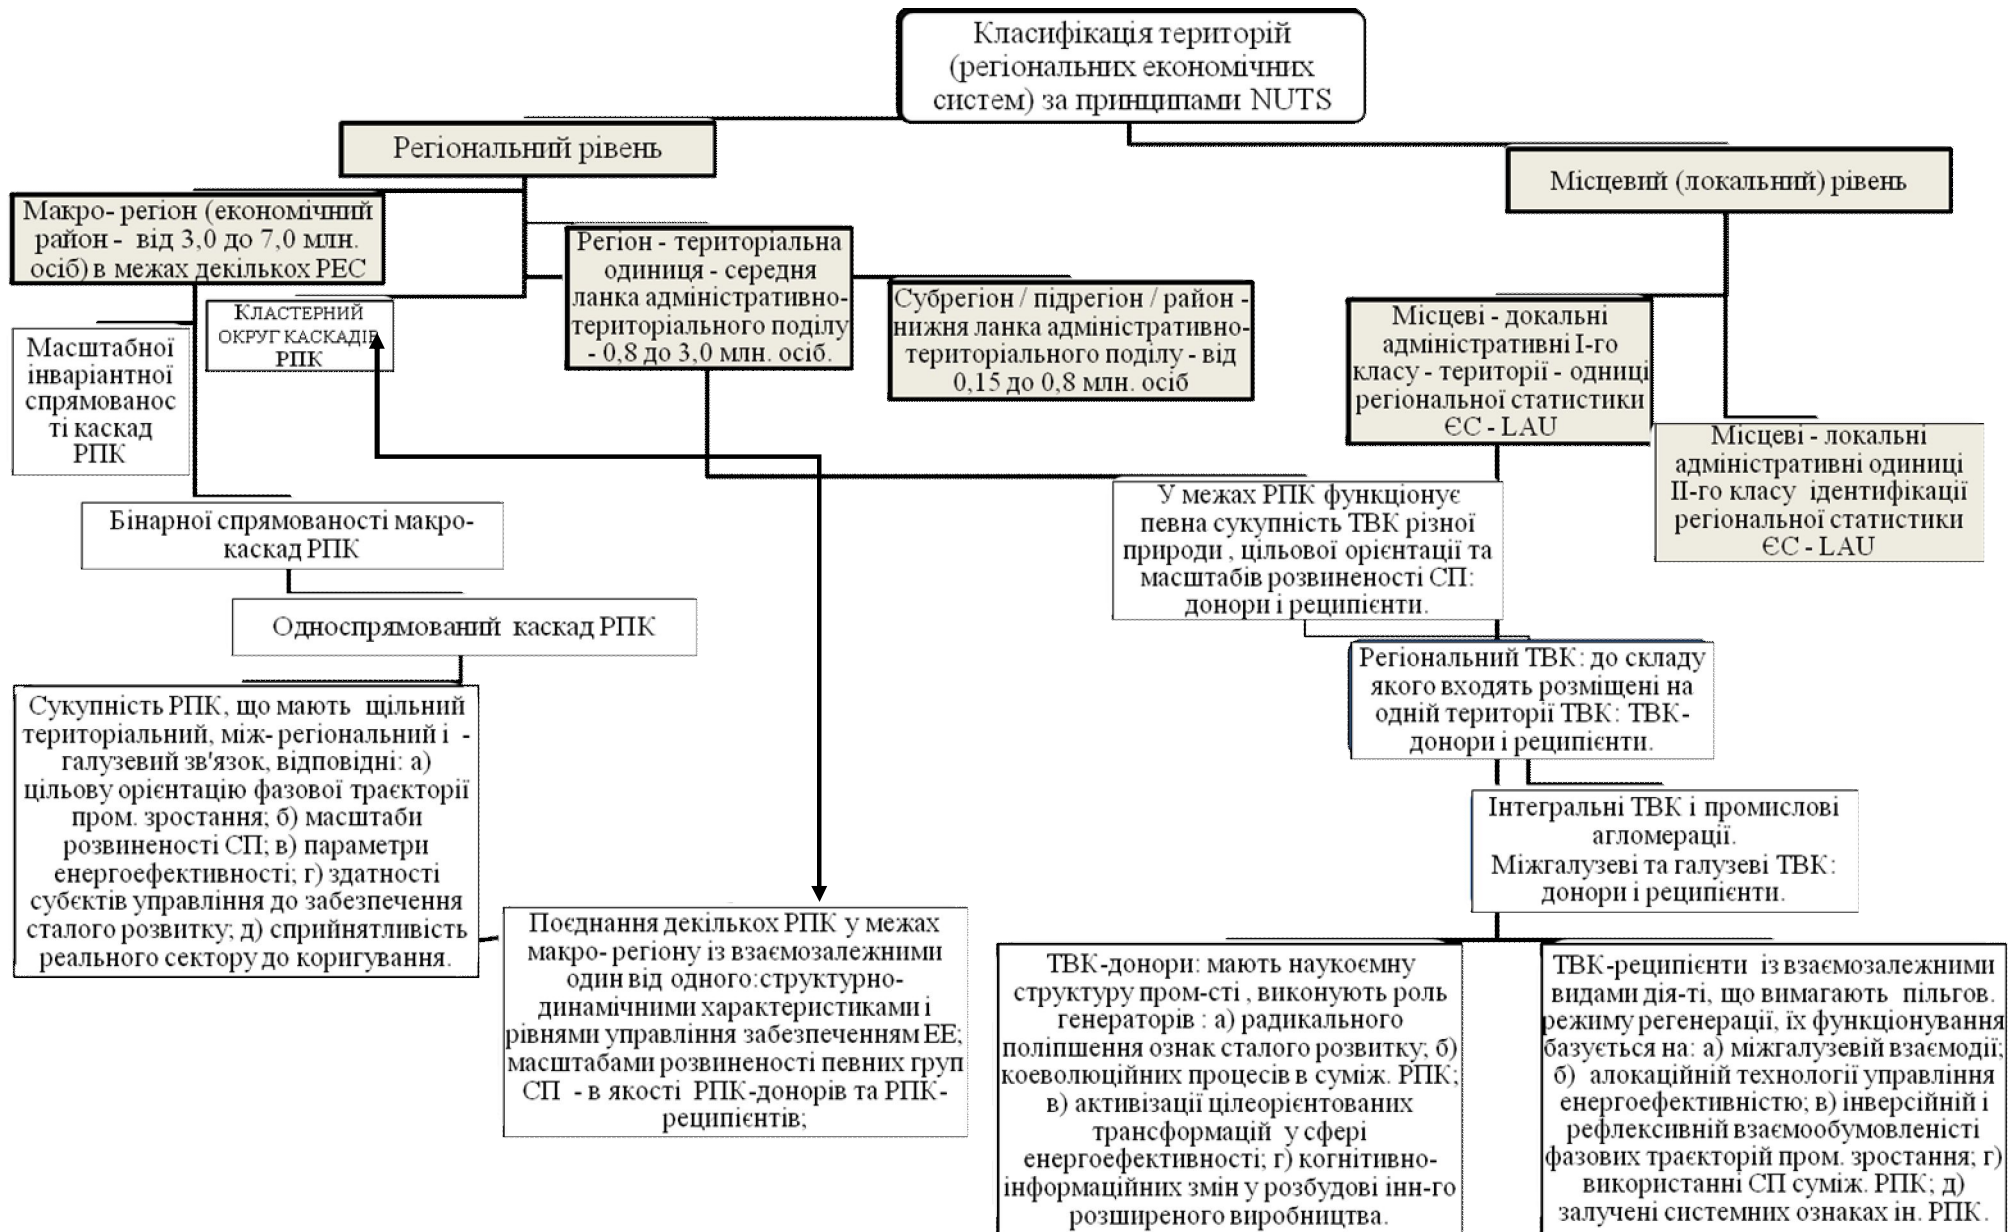 Класифікація територій
(регіональних економічних
систем) за принципами NUTS
Регіональний рівень
Місцевий (локальний) рівень
Макро- регіон (економічний
район - від 3,0 до 7,0 млн.
осіб) в межах декількох РЕС
Регіон - територіальна
одиниця - середня
ланка адміністративно-
територіального поділу
- 0,8 до 3,0 млн. осіб.
Субрегіон / підрегіон / район -
нижня ланка адміністративно-
територіального поділу - від
0,15 до 0,8 млн. осіб
Місцеві - докальні
адміністративні І-го
класу - території - одниці
регіональної статистики
ЄС - LAU
Місцеві - локальні
адміністративні одиниці
ІІ-го класу ідентифікації
регіональної статистики
ЄС - LAU
Кластерний
округ каскадів
РПК
Масштабної
інваріантної
спрямованос
ті каскад
РПК
Бінарної спрямованості макро-
каскад РПК
Односпрямований каскад РПК
Сукупність РПК, що мають щільний
територіальний, між- регіональний і -
галузевий зв'язок, відповідні: а)
цільову орієнтацію фазової траєкторії
пром. зростання; б) масштаби
розвиненості СП; в) параметри
енергоефективності; г) здатності
субєктів управління до забезпечення
сталого розвитку; д) сприйнятливість
реального сектору до коригування.
Поєднання декількох РПК у межах
макро- регіону із взаємозалежними
один від одного:структурно-
динамічними характеристиками і
рівнями управління забезпеченням ЕЕ;
масштабами розвиненості певних груп
СП - в якості РПК-донорів та РПК-
реципієнтів;
У межах РПК функціонує
певна сукупність ТВК різної
природи , цільової орієнтації та
масштабів розвиненості СП:
донори і реципієнти.
Регіональний ТВК: до складу
якого входять розміщені на
одній території ТВК: ТВК-
донори і реципієнти.
Інтегральні ТВК і промислові
агломерації.
Міжгалузеві та галузеві ТВК:
донори і реципієнти.
ТВК-донори: мають наукоємну
структуру пром-сті , виконують роль
генераторів : а) радикального
поліпшення ознак сталого розвитку; б)
коеволюційних процесів в суміж. РПК;
в) активізації цілеорієнтованих
трансформацій у сфері
енергоефективності; г) когнітивно-
інформаційних змін у розбудові інн-го
розширеного виробництва.
ТВК-реципієнти із взаємозалежними
видами дія-ті, що вимагають пільгов.
режиму регенерації, їх функціонування
базується на: а) міжгалузевій взаємодії;
б) алокаційній технології управління
енергоефективністю; в) інверсійній і
рефлексивній взаємообумовленісті
фазових траєкторій пром. зростання; г)
використанні СП суміж. РПК; д)
залучені системних ознаках ін. РПК.